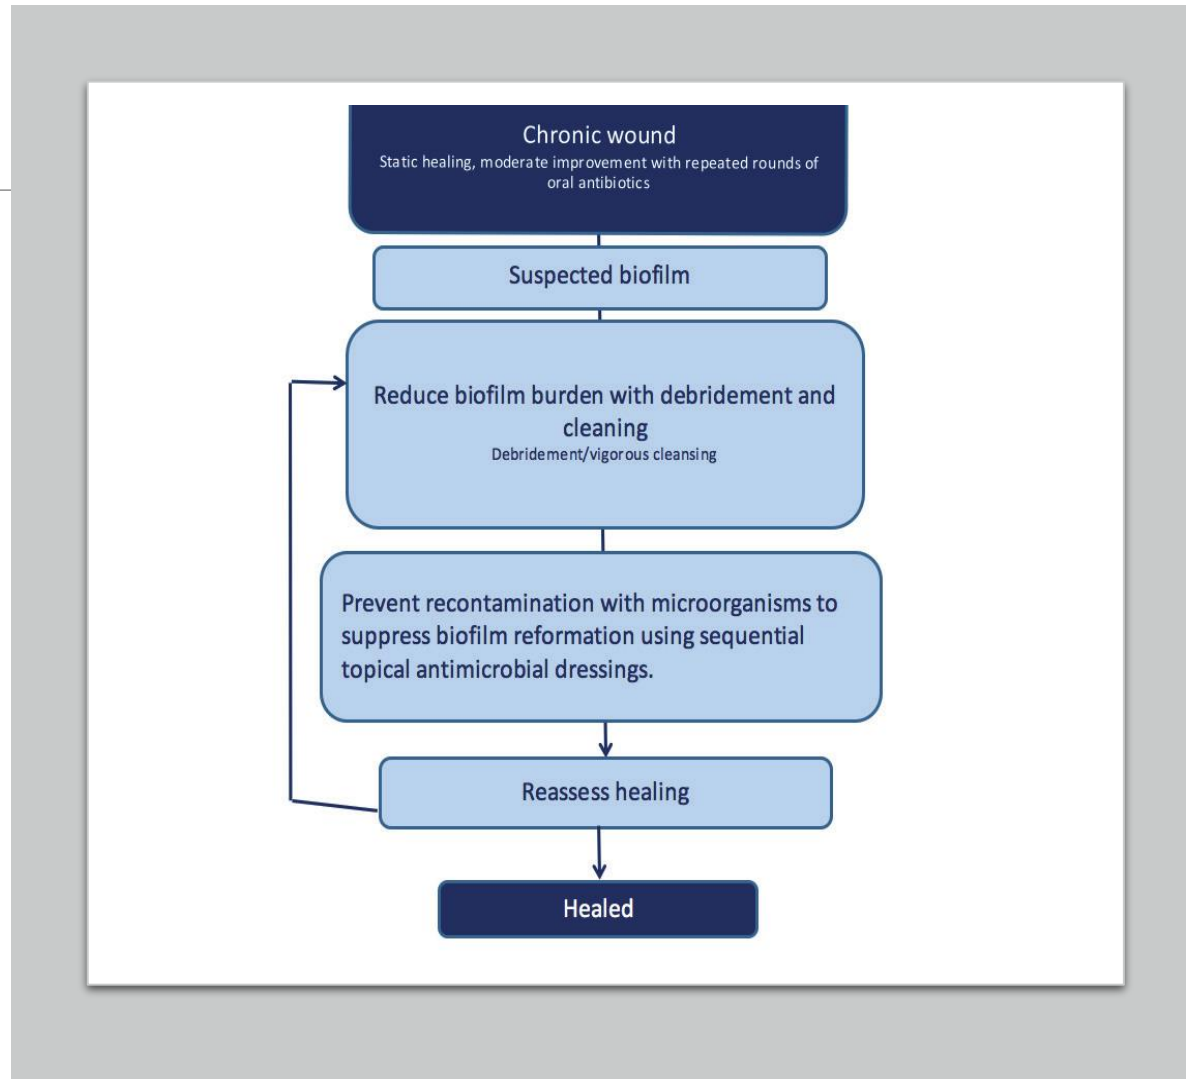 Chronic wound
Static healing, moderate improvement with repeated rounds of
oral antibiotics
Suspected biofilm
Reduce biofilm burden with debridement and
cleaning
Debridement/vigorous cleansing
Prevent recontamination with microorganisms to
suppress biofilm reformation using sequential
topical antimicrobial dressings.
Reassess healing
Healed